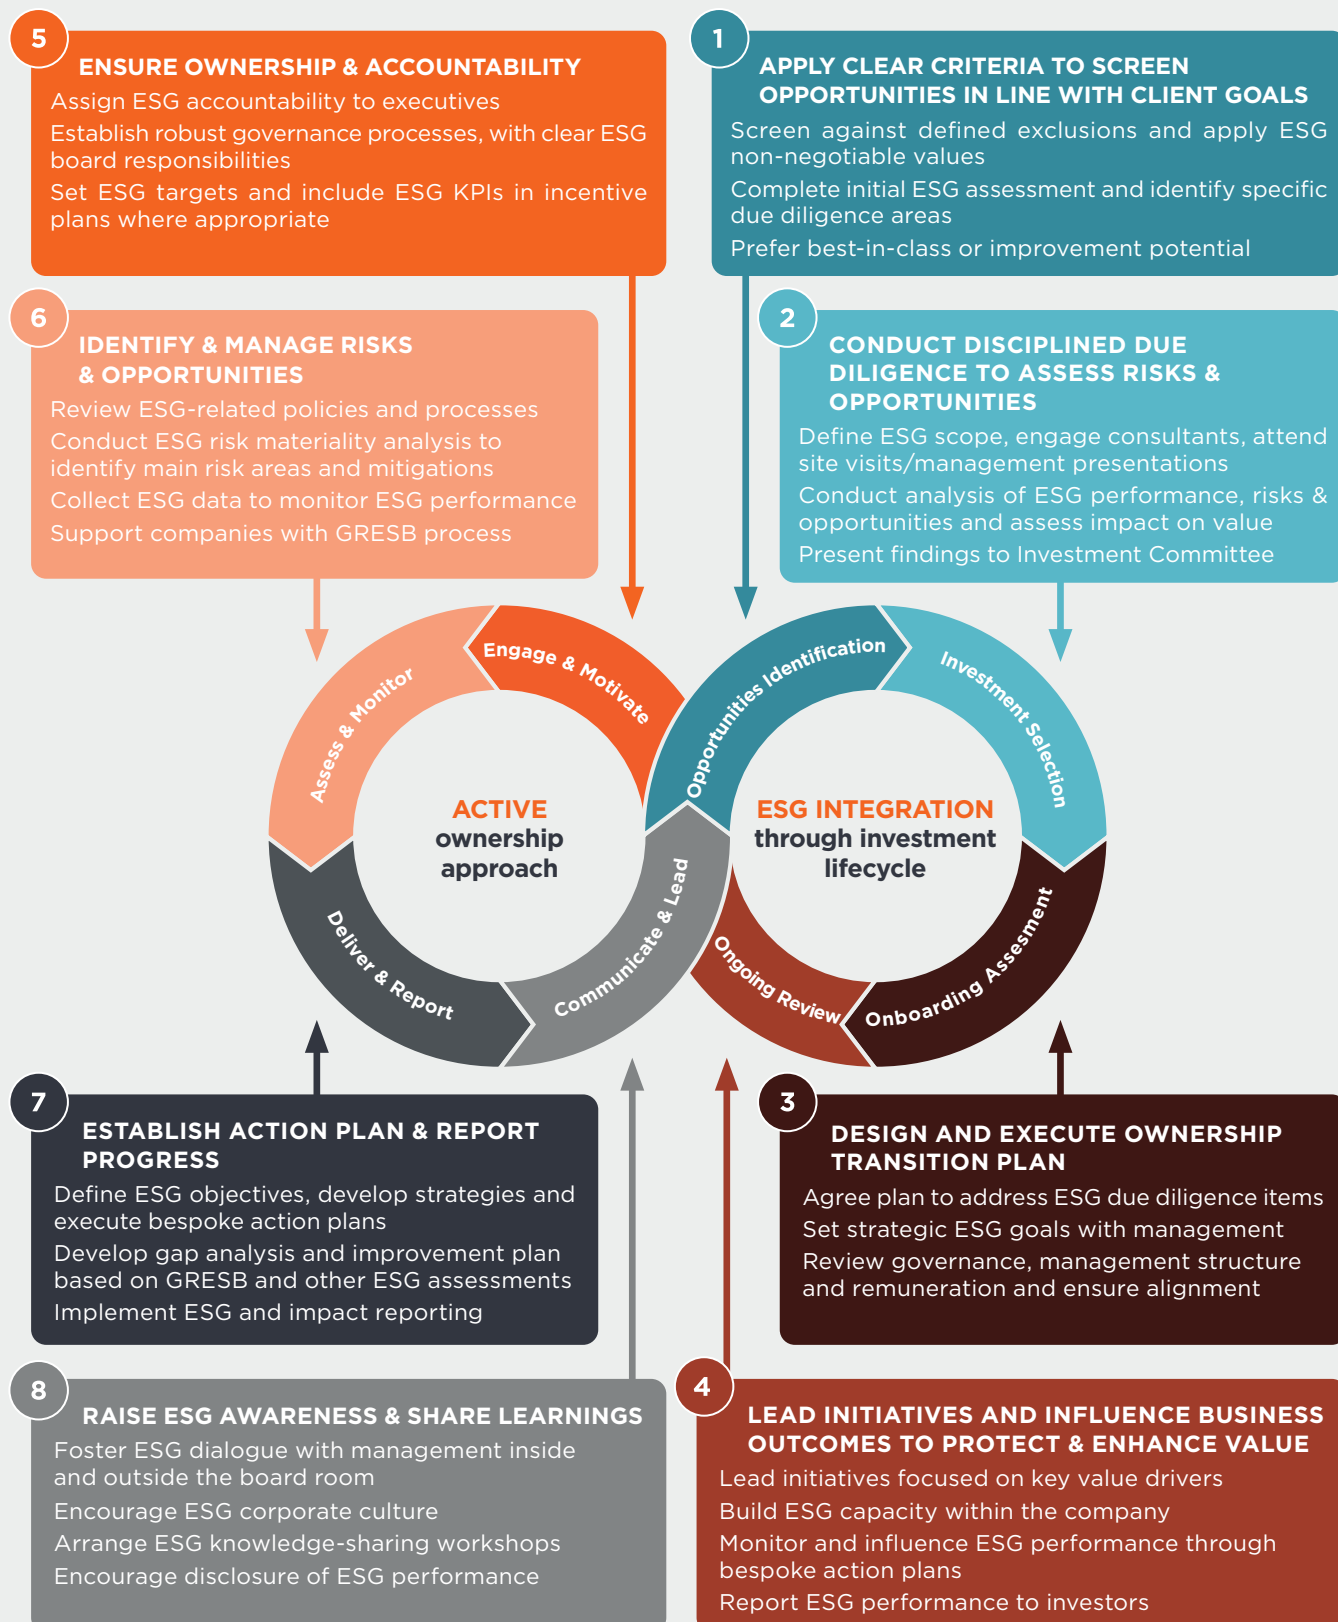 5
ENSURE OWNERSHIP & ACCOUNTABILITY
Assign ESG accountability to executives
Establish robust governance processes, with clear ESG
board responsibilities
Set ESG targets and include ESG KPIs in incentive
plans where appropriate
1
APPLY CLEAR CRITERIA TO SCREEN
OPPORTUNITIES IN LINE WITH CLIENT GOALS
Screen against defined exclusions and apply ESG
non-negotiable values
Complete initial ESG assessment and identify specific
due diligence areas
Prefer best-in-class or improvement potential
6
IDENTIFY & MANAGE RISKS
& OPPORTUNITIES
Review ESG-related policies and processes
Conduct ESG risk materiality analysis to
identify main risk areas and mitigations
Collect ESG data to monitor ESG performance
Support companies with GRESB process
2
CONDUCT DISCIPLINED DUE
DILIGENCE TO ASSESS RISKS &
OPPORTUNITIES
Define ESG scope, engage consultants, attend
site visits/management presentations
Conduct analysis of ESG performance, risks &
opportunities and assess impact on value
Present findings to Investment Committee
Engage & Motivate
Assess & Monitor
Deliver & Report
Communicate & Lead
ACTIVE
ownership
approach
Opportunities Identification
Investment Selection
Onboarding Assesment
Ongoing Review
ESG INTEGRATION
through investment
lifecycle
7
ESTABLISH ACTION PLAN & REPORT
PROGRESS
Define ESG objectives, develop strategies and
execute bespoke action plans
Develop gap analysis and improvement plan
based on GRESB and other ESG assessments
Implement ESG and impact reporting
3
DESIGN AND EXECUTE OWNERSHIP
TRANSITION PLAN
Agree plan to address ESG due diligence items
Set strategic ESG goals with management
Review governance, management structure
and remuneration and ensure alignment
8
RAISE ESG AWARENESS & SHARE LEARNINGS
Foster ESG dialogue with management inside
and outside the board room
Encourage ESG corporate culture
Arrange ESG knowledge-sharing workshops
Encourage disclosure of ESG performance
4
LEAD INITIATIVES AND INFLUENCE BUSINESS
OUTCOMES TO PROTECT & ENHANCE VALUE
Lead initiatives focused on key value drivers
Build ESG capacity within the company
Monitor and influence ESG performance through
bespoke action plans
Report ESG performance to investors